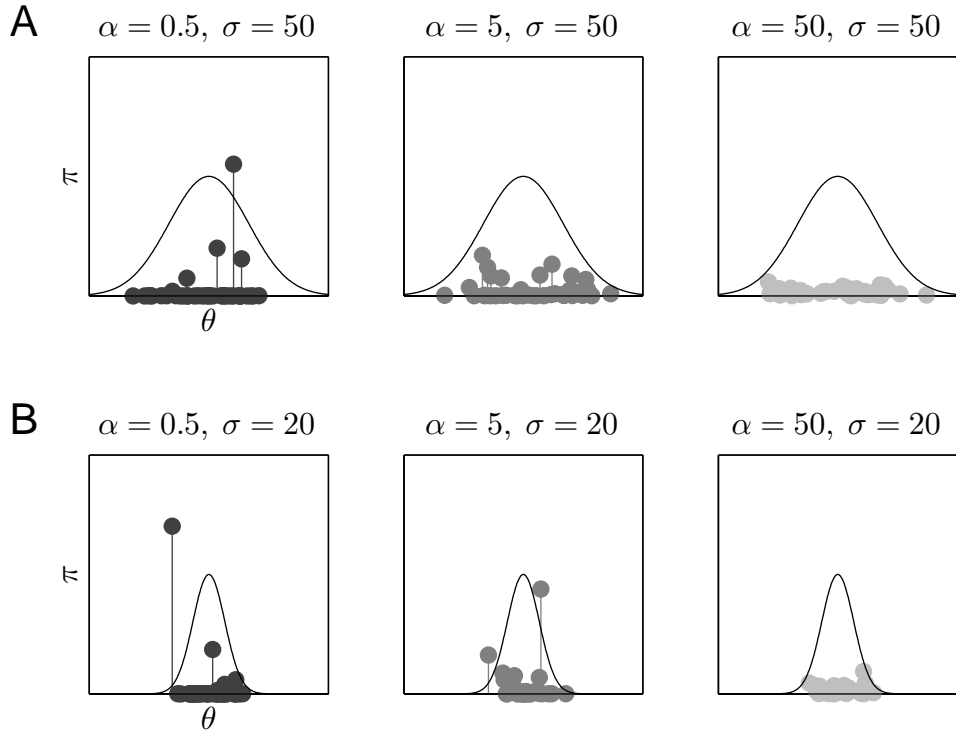 A
α = 0.5, σ = 50
α = 5, σ = 50
α = 50, σ = 50
π
θ
B
α = 0.5, σ = 20
α = 5, σ = 20
α = 50, σ = 20
π
θ